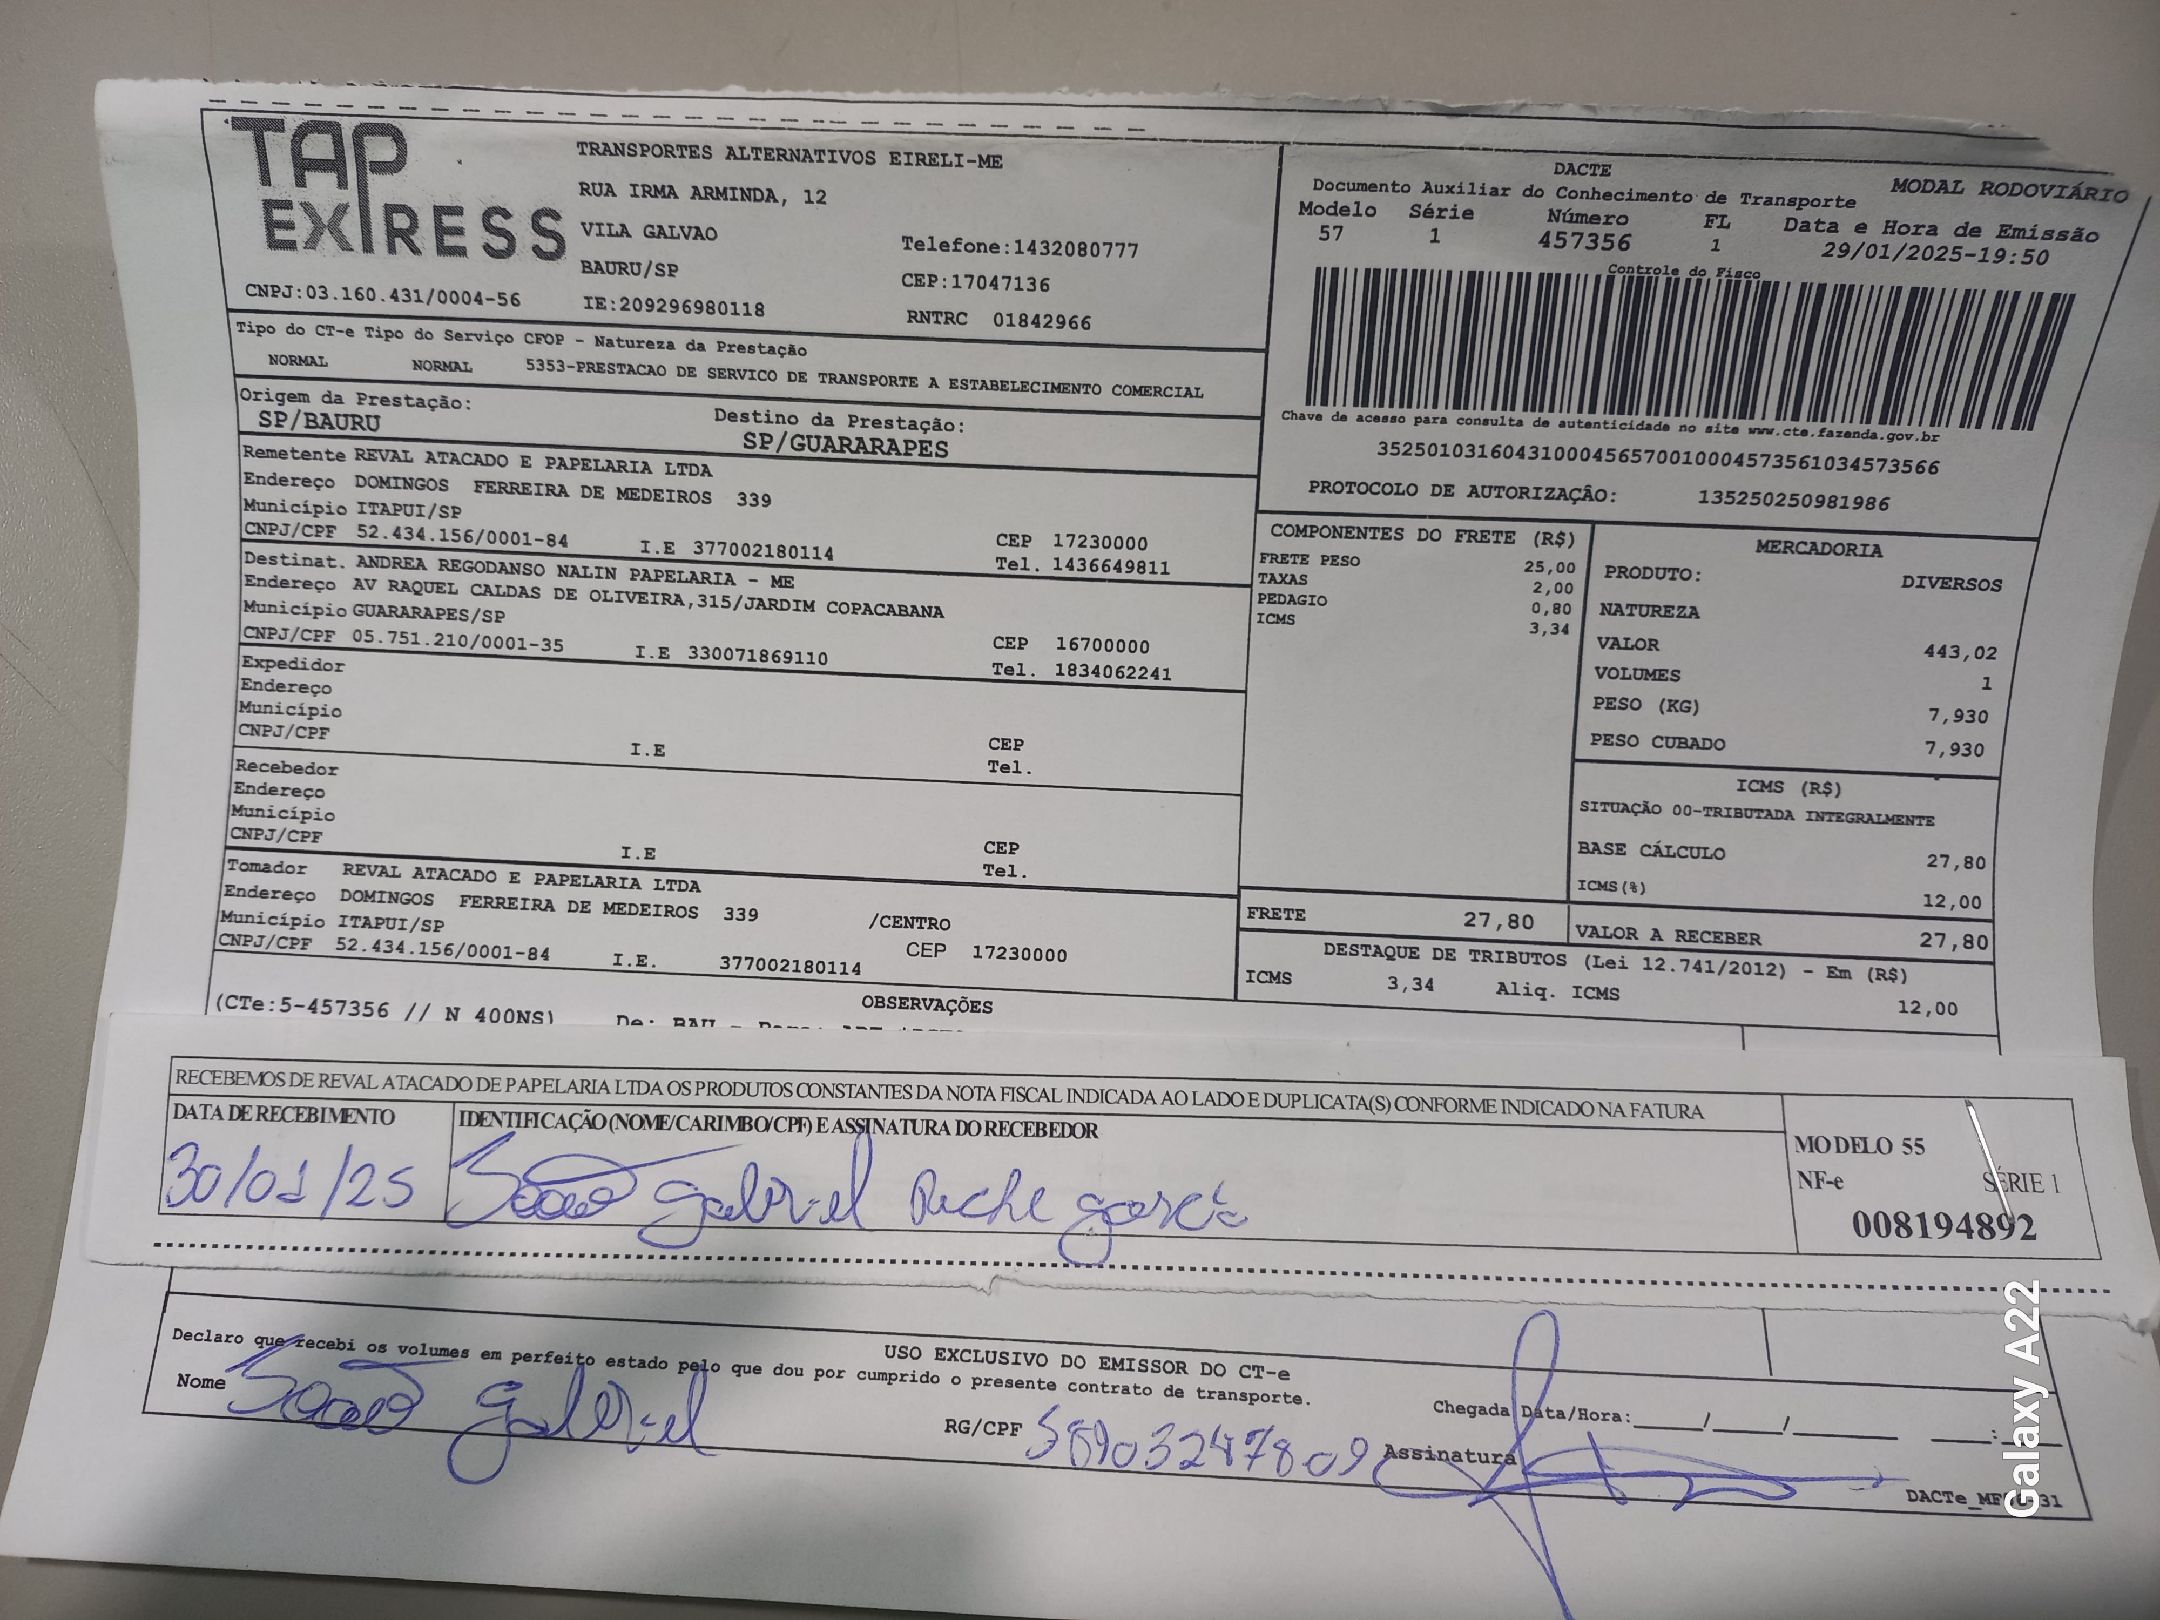 TAP EXPRESS
TRANSPORTES ALTERNATIVOS EIRELI-ME
RUA IRMA ARMINDA, 12
VILA GALVAO
Telefone:1432080777
BAURU/SP
CEP:17047136
CNPJ:03.160.431/0004-56
IE:209296980118
RNTRC 01842966
DACTE
MODAL RODOVIÁRIO
Documento Auxiliar do Conhecimento de Transporte
Modelo Série Número FL Data e Hora de Emissão
57 1 457356 1 29/01/2025-19:50
Controle do Fisco
Chave de acesso para consulta de autenticidade no site www.cte.fazenda.gov.br
35250103160431000456570010004573561034573566
PROTOCOLO DE AUTORIZAÇÃO: 135250250981986
Tipo do CT-e Tipo do Serviço CFOP - Natureza da Prestação
NORMAL NORMAL 5353-PRESTACAO DE SERVICO DE TRANSPORTE A ESTABELECIMENTO COMERCIAL
Origem da Prestação: Destino da Prestação:
SP/BAURU SP/GUARARAPES
Remetente REVAL ATACADO E PAPELARIA LTDA
Endereço DOMINGOS FERREIRA DE MEDEIROS 339
Município ITAPUI/SP CEP 17230000
CNPJ/CPF 52.434.156/0001-84 I.E 377002180114 Tel. 1436649811
Destinat. ANDREA REGODANSO NALIN PAPELARIA - ME
Endereço AV RAQUEL CALDAS DE OLIVEIRA,315/JARDIM COPACABANA
Município GUARARAPES/SP CEP 16700000
CNPJ/CPF 05.751.210/0001-35 I.E 330071869110 Tel. 1834062241
Expedidor
Endereço
Município CEP
CNPJ/CPF I.E Tel.
Recebedor
Endereço
Município CEP
CNPJ/CPF I.E Tel.
Tomador REVAL ATACADO E PAPELARIA LTDA
Endereço DOMINGOS FERREIRA DE MEDEIROS 339 /CENTRO
Município ITAPUI/SP CEP 17230000
CNPJ/CPF 52.434.156/0001-84 I.E. 377002180114
COMPONENTES DO FRETE (R$)
FRETE PESO 25,00
TAXAS 2,00
PEDAGIO 0,80
ICMS 3,34
MERCADORIA
PRODUTO: DIVERSOS
NATUREZA
VALOR 443,02
VOLUMES 1
PESO (KG) 7,930
PESO CUBADO 7,930
ICMS (R$)
SITUAÇÃO 00-TRIBUTADA INTEGRALMENTE
BASE CÁLCULO 27,80
ICMS(%) 12,00
FRETE 27,80 VALOR A RECEBER 27,80
DESTAQUE DE TRIBUTOS (Lei 12.741/2012) - Em (R$)
ICMS 3,34 Aliq. ICMS 12,00
OBSERVAÇÕES
(CTe:5-457356 // N 400NS) De: BAU -
RECEBEMOS DE REVAL ATACADO DE PAPELARIA LTDA OS PRODUTOS CONSTANTES DA NOTA FISCAL INDICADA AO LADO E DUPLICATA(S) CONFORME INDICADO NA FATURA
DATA DE RECEBIMENTO IDENTIFICAÇÃO (NOME/CARIMBO/CPF) E ASSINATURA DO RECEBEDOR
30/01/25 João Gabriel
MODELO 55
NF-e SÉRIE 1
008194892
USO EXCLUSIVO DO EMISSOR DO CT-e
Declaro que recebi os volumes em perfeito estado pelo que dou por cumprido o presente contrato de transporte.
Nome João Gabriel RG/CPF 58903247809 Assinatura
Chegada Data/Hora:____/____/______ ____:____
Galaxy A22